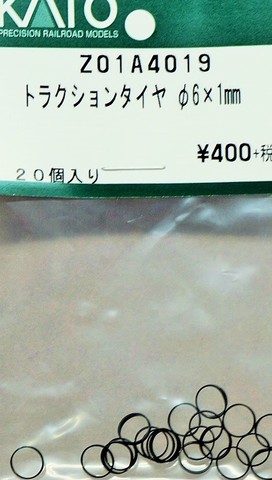 KATO
PRECISION RAILROAD MODELS
Z01A4019
トラクションタイヤ φ6×1mm
¥400+税
20個入り